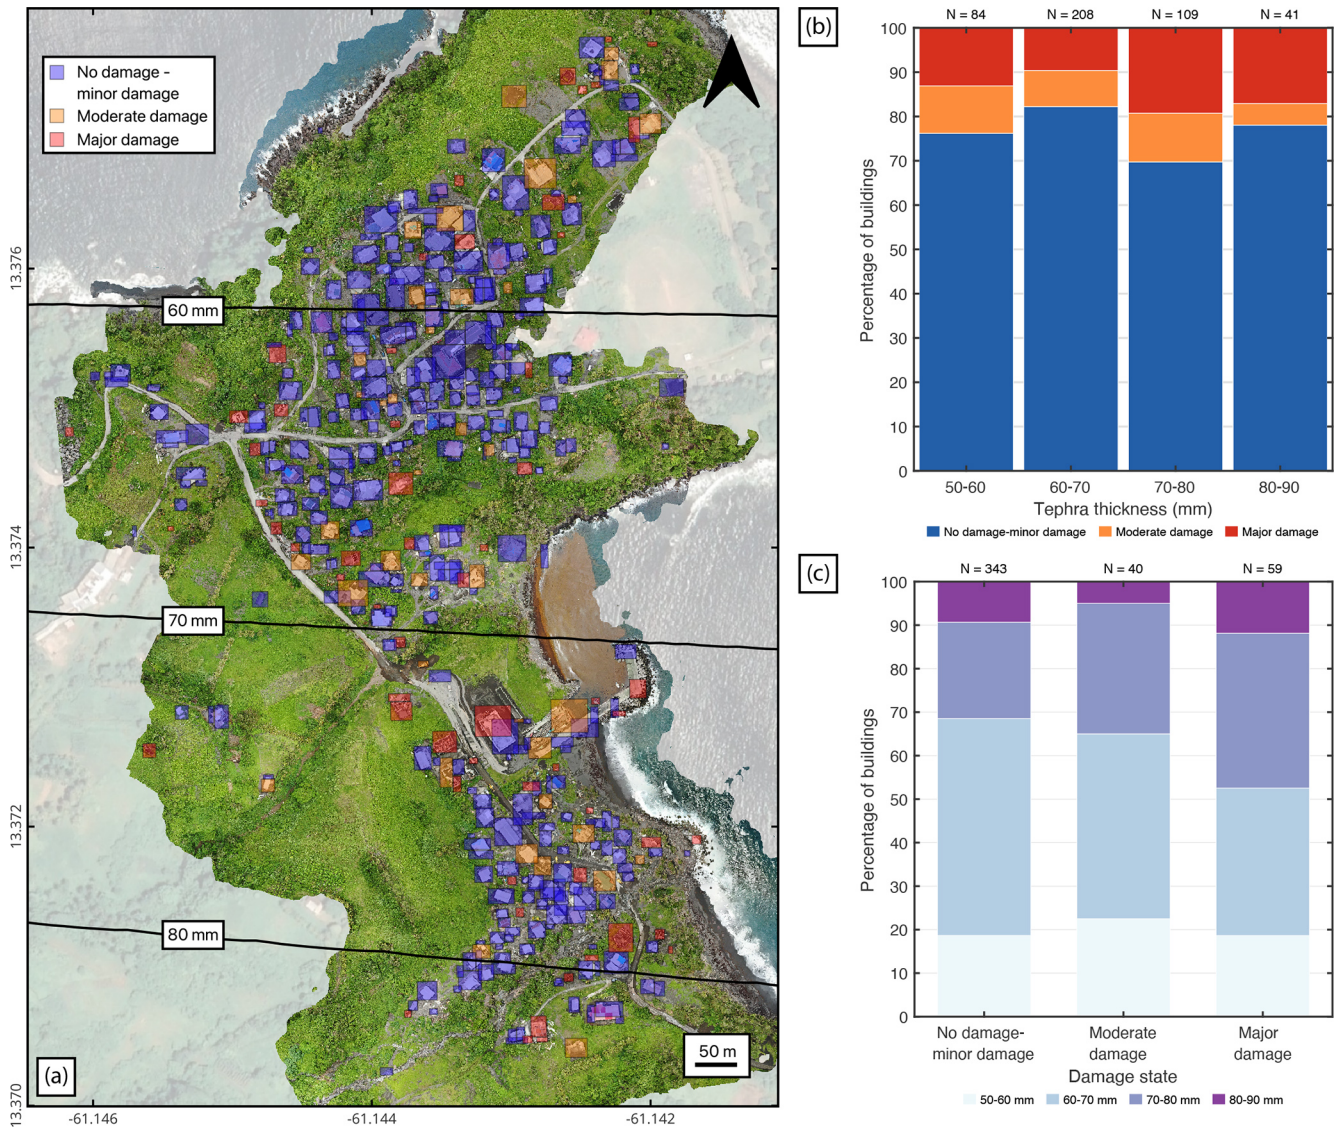 No damage -
minor damage
Moderate damage
Major damage
13.376
13.374
13.372
13.370
60 mm
70 mm
80 mm
50 m
(a)
-61.146
-61.144
-61.142
(b)
N = 84
N = 208
N = 109
N = 41
100
90
80
70
60
50
40
30
20
10
0
Percentage of buildings
50-60
60-70
70-80
80-90
Tephra thickness (mm)
No damage-minor damage
Moderate damage
Major damage
(c)
N = 343
N = 40
N = 59
100
90
80
70
60
50
40
30
20
10
0
Percentage of buildings
No damage-
minor damage
Moderate
damage
Major
damage
Damage state
50-60 mm
60-70 mm
70-80 mm
80-90 mm